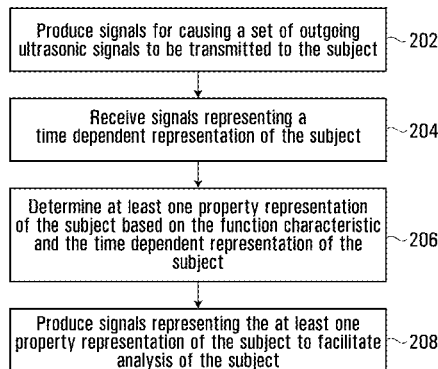 Produce signals for causing a set of outgoing
ultrasonic signals to be transmitted to the subject
202
Receive signals representing a
time dependent representation of the subject
204
Determine at least one property representation
of the subject based on the function characteristic
and the time dependent representation of the
subject
206
Produce signals representing the at least one
property representation of the subject to facilitate
analysis of the subject
208